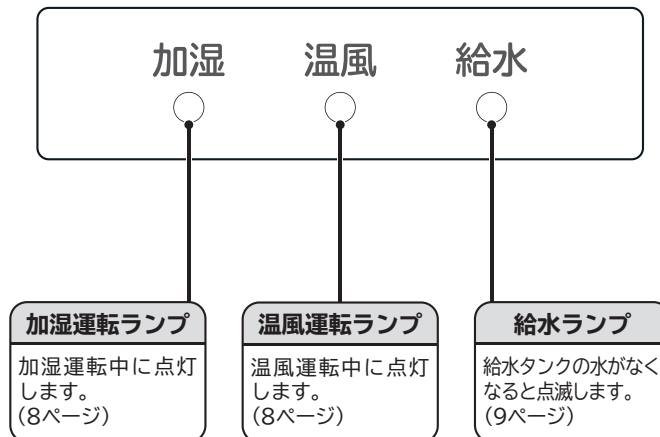 加湿 温風 給水
加湿運転ランプ
加湿運転中に点灯
します。
(8ページ)
温風運転ランプ
温風運転中に点灯
します。
(8ページ)
給水ランプ
給水タンクの水がなく
なると点滅します。
(9ページ)